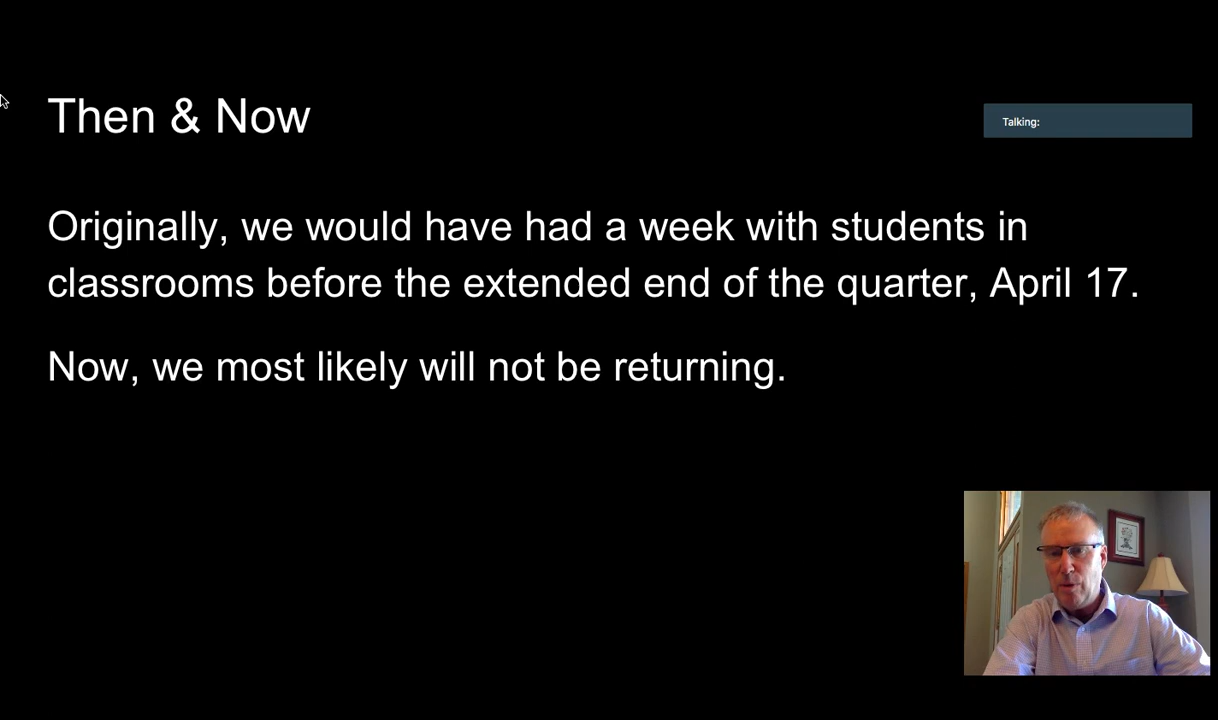 Then & Now
Talking:
Originally, we would have had a week with students in
classrooms before the extended end of the quarter, April 17.
Now, we most likely will not be returning.